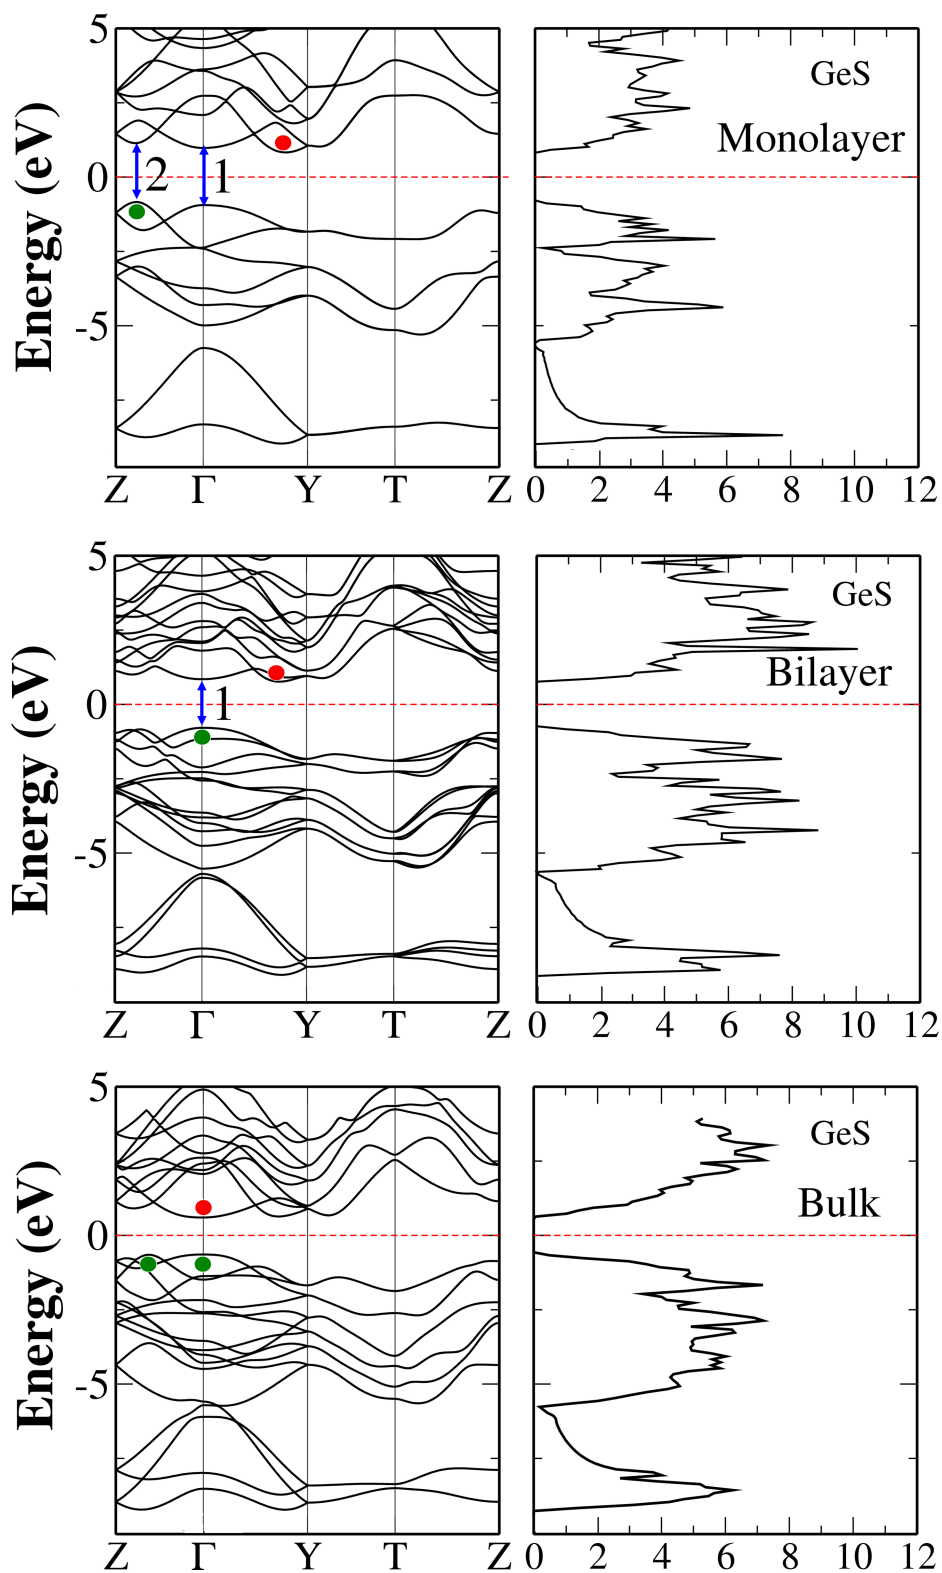 5
GeS
Monolayer
Energy (eV)
0
2
1
-5
Z Γ Y T Z
0 2 4 6 8 10 12
5
GeS
Bilayer
Energy (eV)
0
1
-5
Z Γ Y T Z
0 2 4 6 8 10 12
5
GeS
Bulk
Energy (eV)
0
-5
Z Γ Y T Z
0 2 4 6 8 10 12